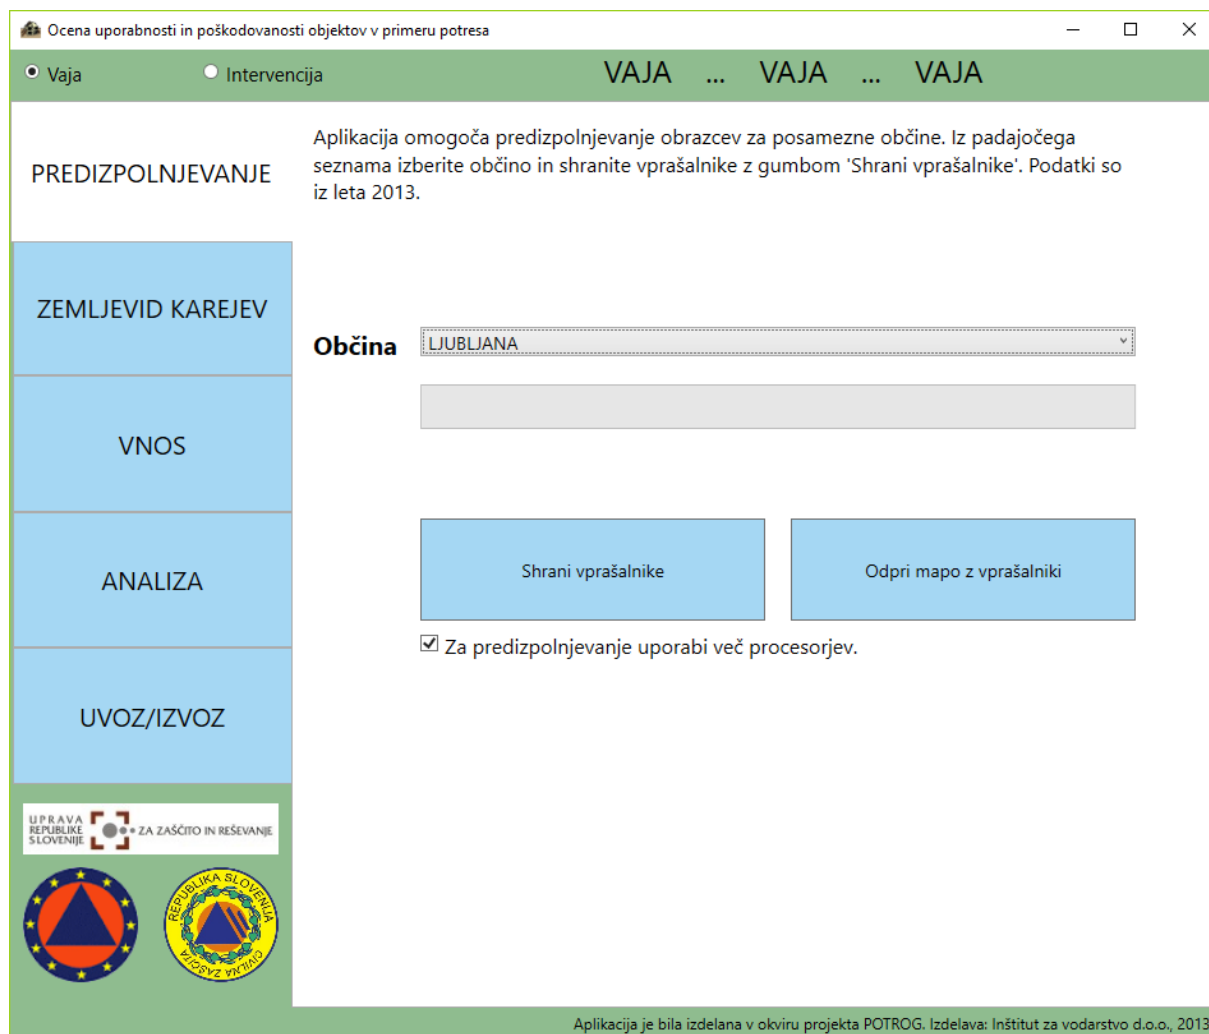 Ocena uporabnosti in poškodovanosti objektov v primeru potresa
Vaja Intervencija VAJA ... VAJA ... VAJA
PREDIZPOLNJEVANJE
Aplikacija omogoča predizpolnjevanje obrazcev za posamezne občine. Iz padajočega
seznama izberite občino in shranite vprašalnike z gumbom 'Shrani vprašalnike'. Podatki so
iz leta 2013.
ZEMLJEVID KAREJEV
Občina LJUBLJANA
VNOS
ANALIZA
Shrani vprašalnike Odpri mapo z vprašalniki
Za predizpolnjevanje uporabi več procesorjev.
UVOZ/IZVOZ
UPRAVA
REPUBLIKE
SLOVENIJE
ZA ZAŠČITO IN REŠEVANJE
REPUBLIKA SLOVENIJA
CIVILNA ZAŠČITA
Aplikacija je bila izdelana v okviru projekta POTROG. Izdelava: Inštitut za vodarstvo d.o.o., 2013